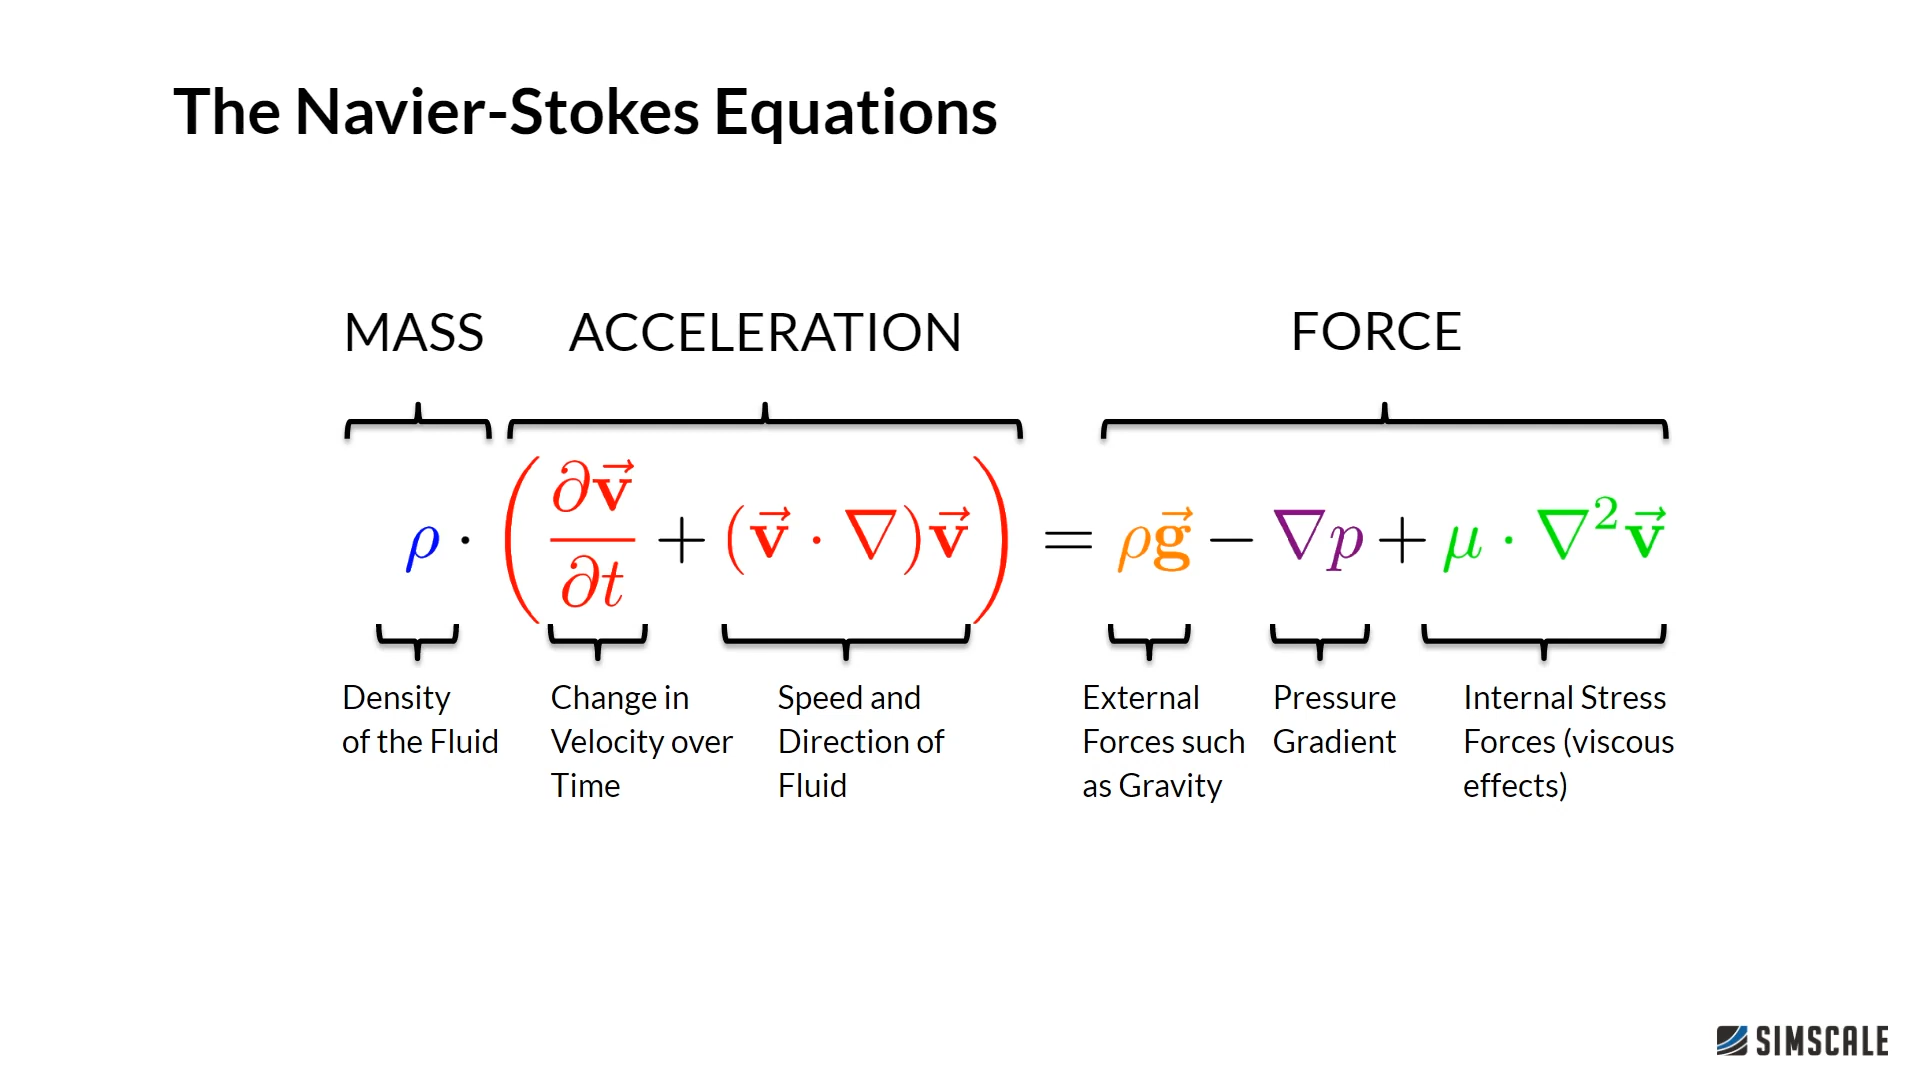 The Navier-Stokes Equations
MASS ACCELERATION FORCE
ρ · (∂v⃗/∂t + (v⃗ · ∇)v⃗) = ρg⃗ − ∇p + μ · ∇²v⃗
Density
of the Fluid
Change in
Velocity over
Time
Speed and
Direction of
Fluid
External
Forces such
as Gravity
Pressure
Gradient
Internal Stress
Forces (viscous
effects)
SIMSCALE